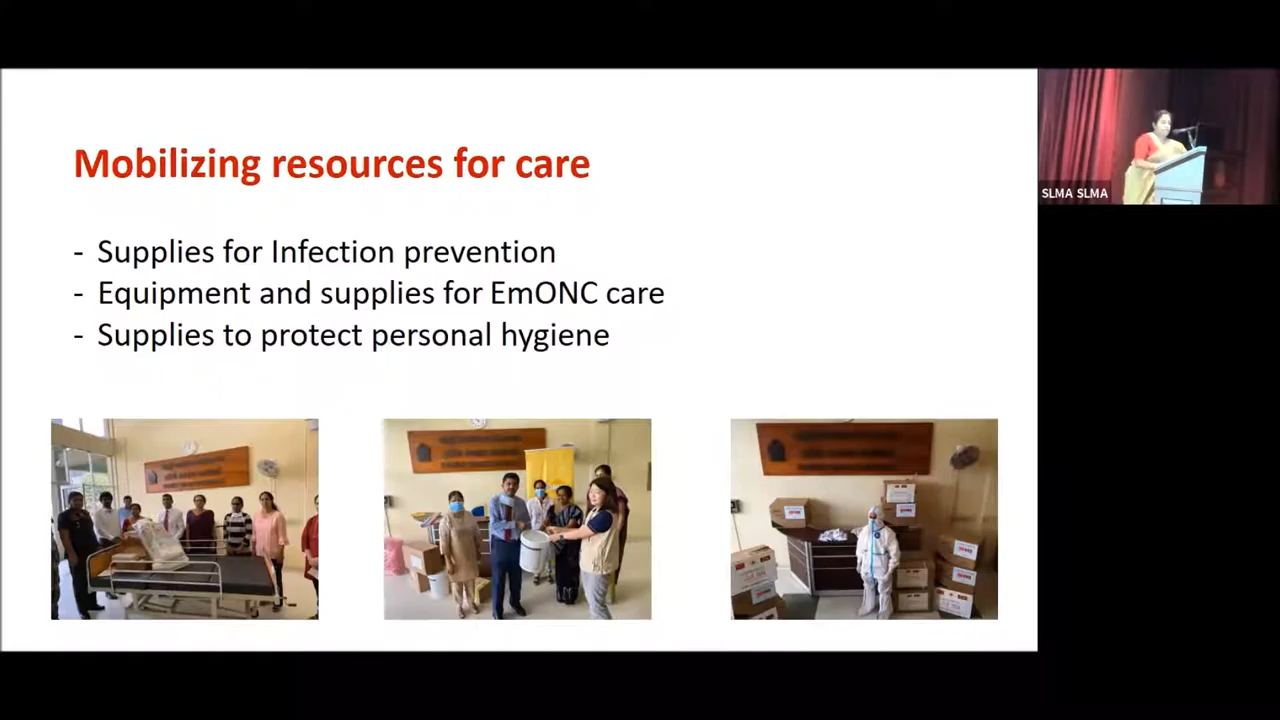 Mobilizing resources for care
- Supplies for Infection prevention
- Equipment and supplies for EmONC care
- Supplies to protect personal hygiene
SLMA SLMA